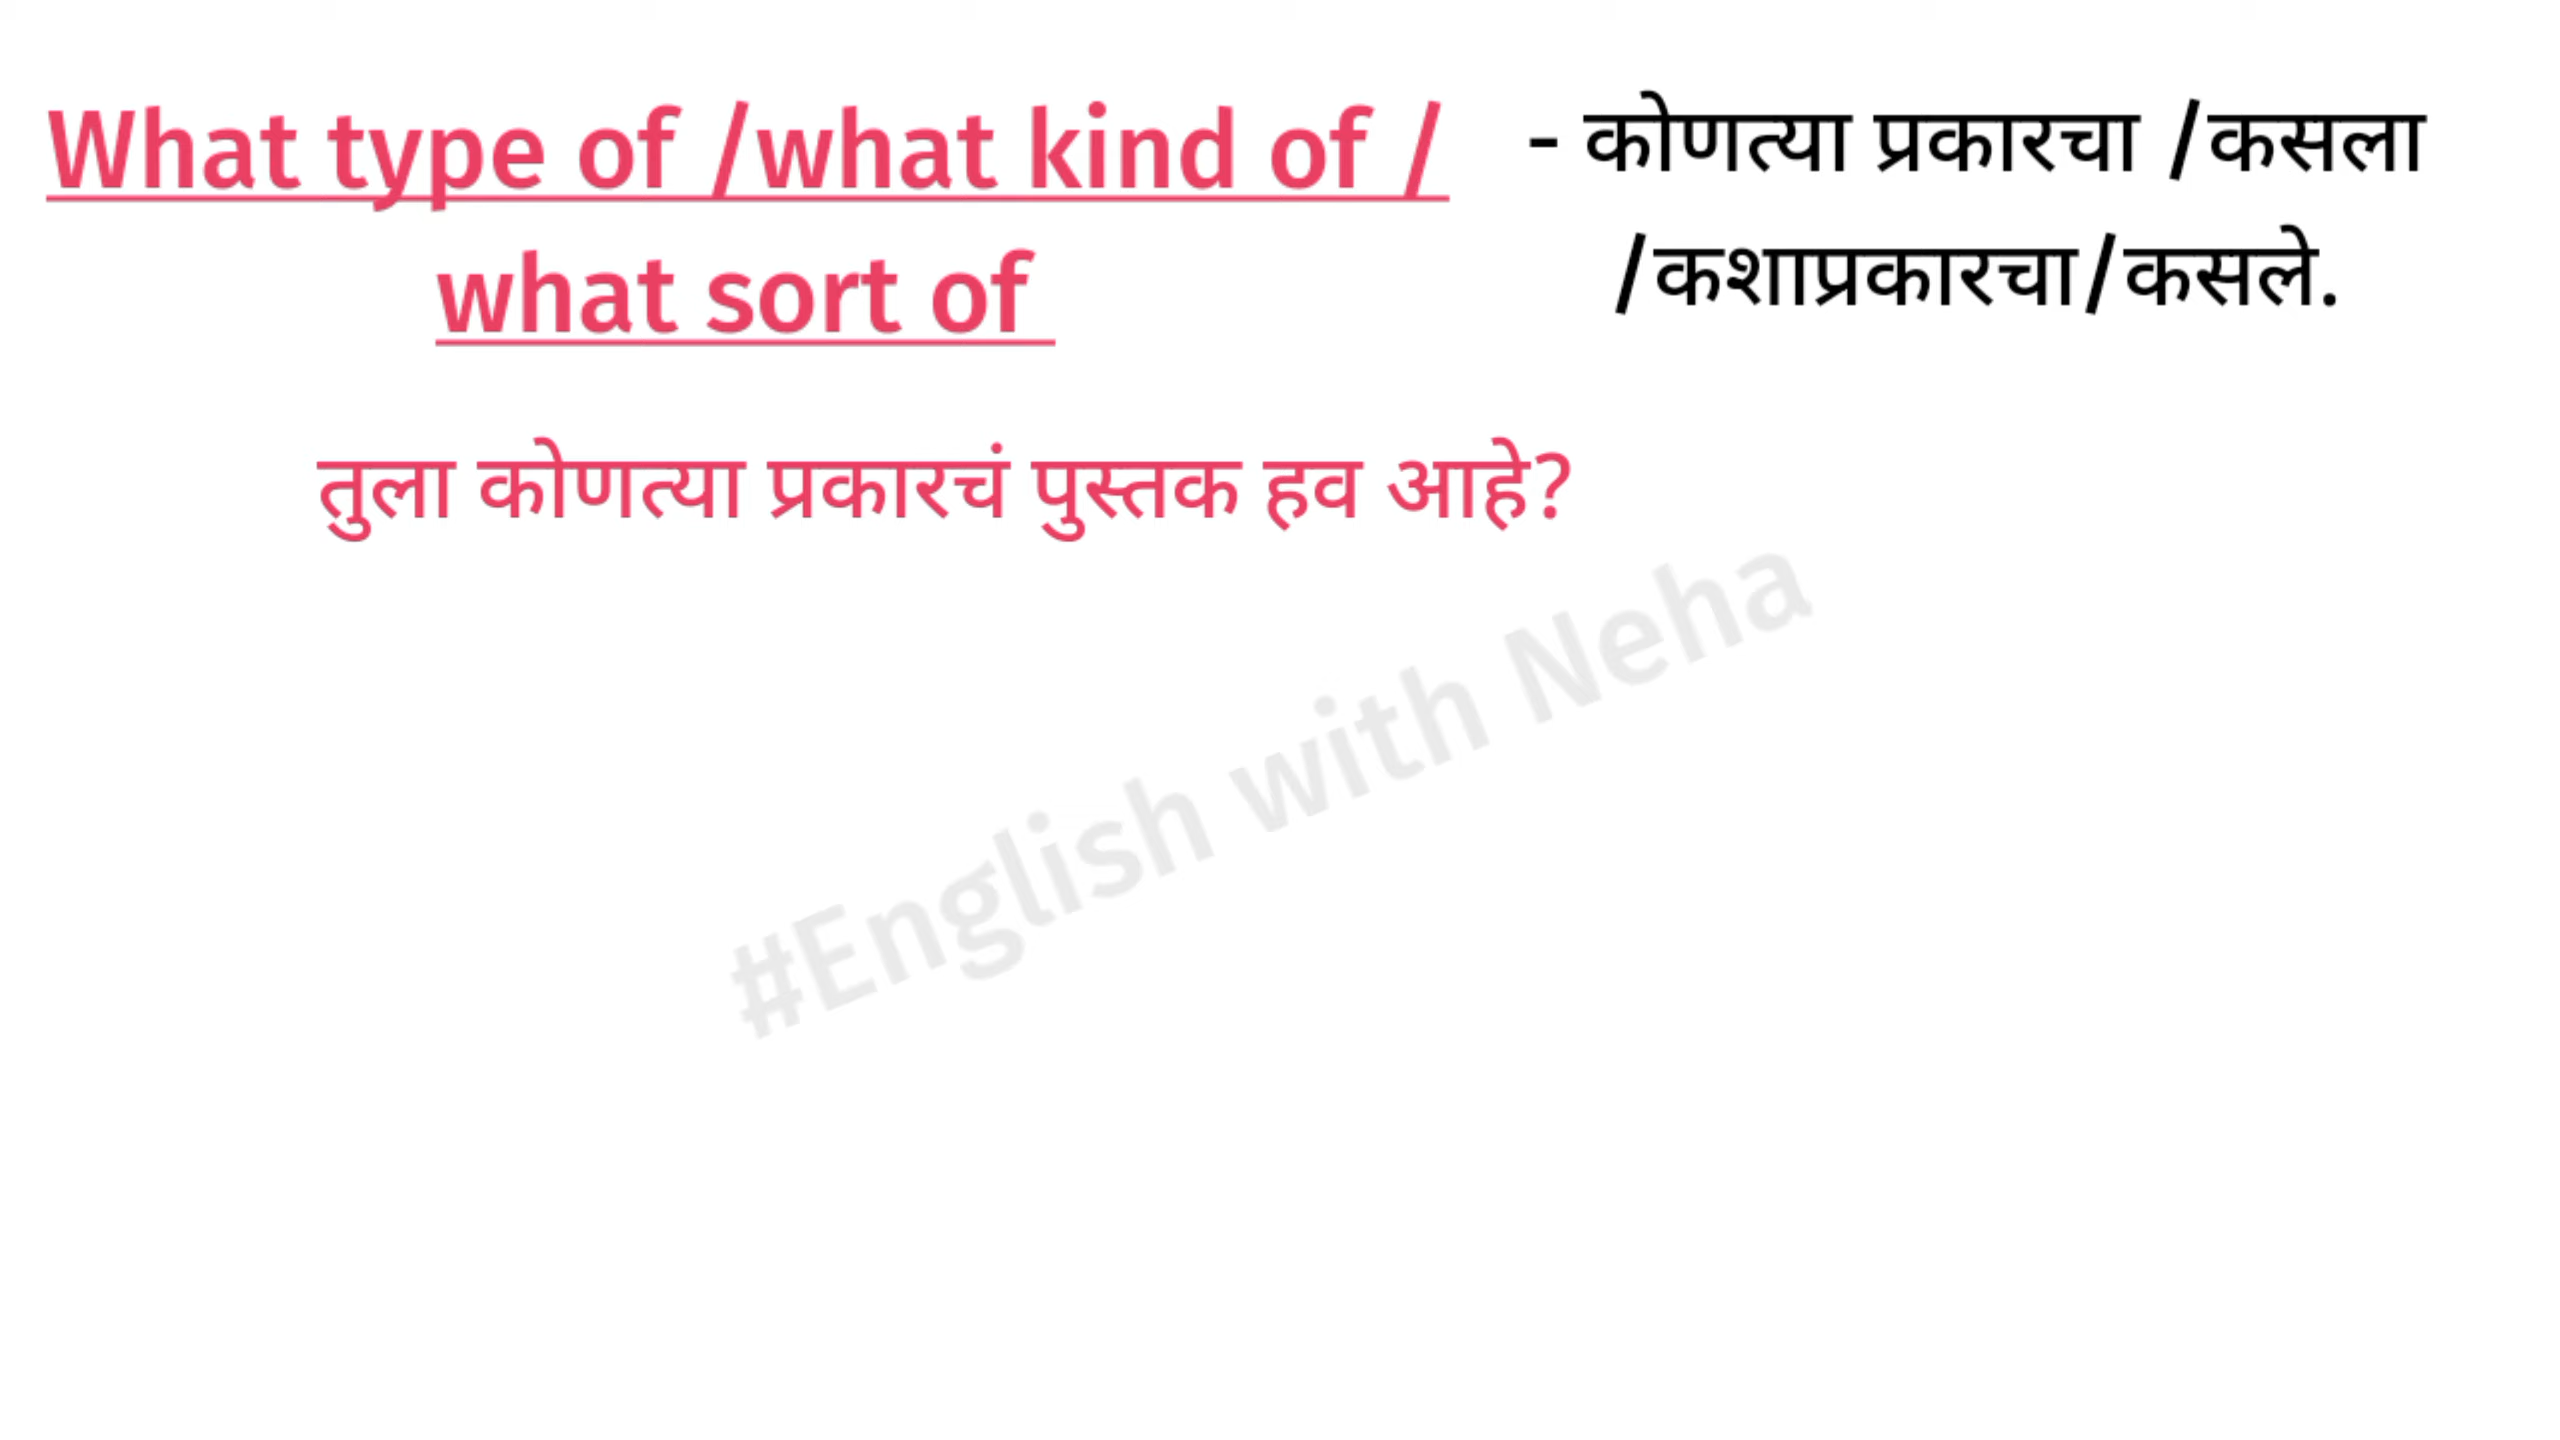 What type of /what kind of /
what sort of
- कोणत्या प्रकारचा /कसला
/कशाप्रकारचा/कसले.
तुला कोणत्या प्रकारचं पुस्तक हव आहे?
#English with Neha